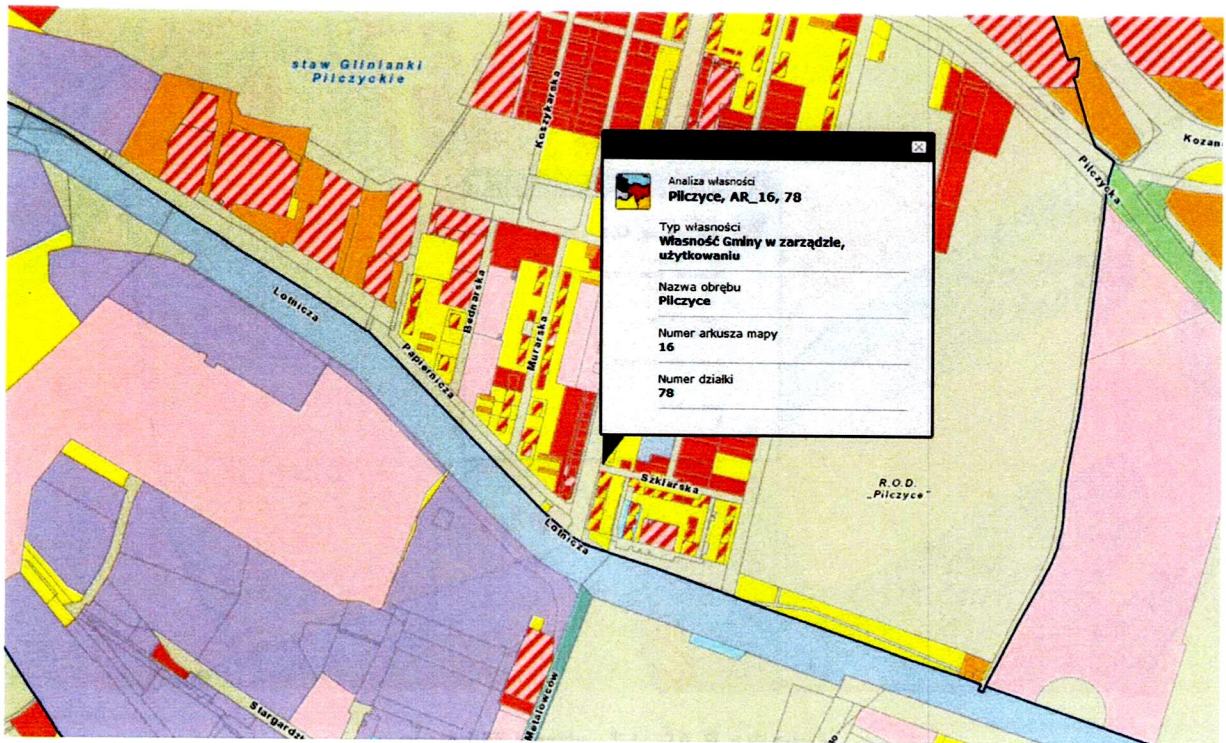 staw Glinianki
Pilczyckie
Koszykarska
Kozan
Pilczycka
Analiza własności
Pilczyce, AR_16, 78
Typ własności
Własność Gminy w zarządzie,
użytkowaniu
Nazwa obrębu
Pilczyce
Numer arkusza mapy
16
Numer działki
78
Lotnicza
Bednarska
Murarska
Papiernicza
Szklarska
R.O.D.
„Pilczyce"
Lotnicza
Stargardz
Metalowców